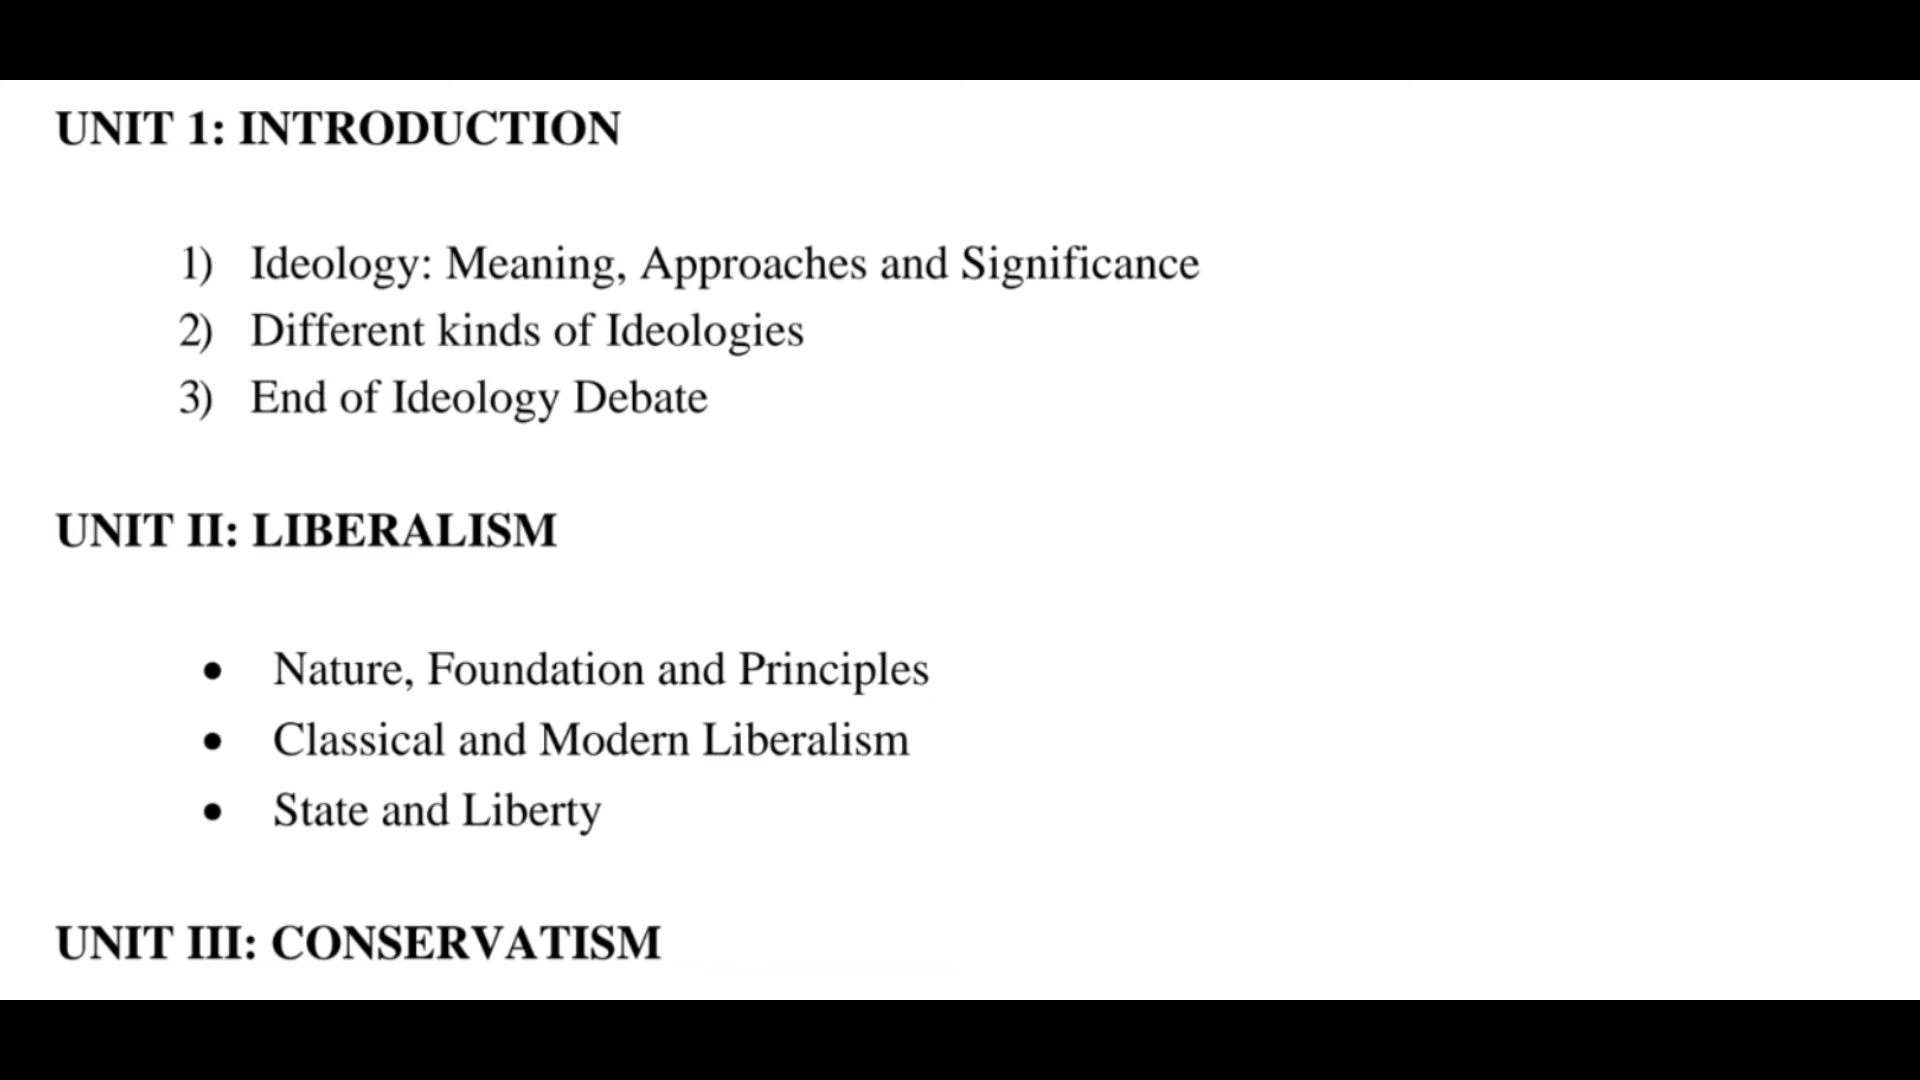 UNIT 1: INTRODUCTION
1) Ideology: Meaning, Approaches and Significance
2) Different kinds of Ideologies
3) End of Ideology Debate
UNIT II: LIBERALISM
• Nature, Foundation and Principles
• Classical and Modern Liberalism
• State and Liberty
UNIT III: CONSERVATISM